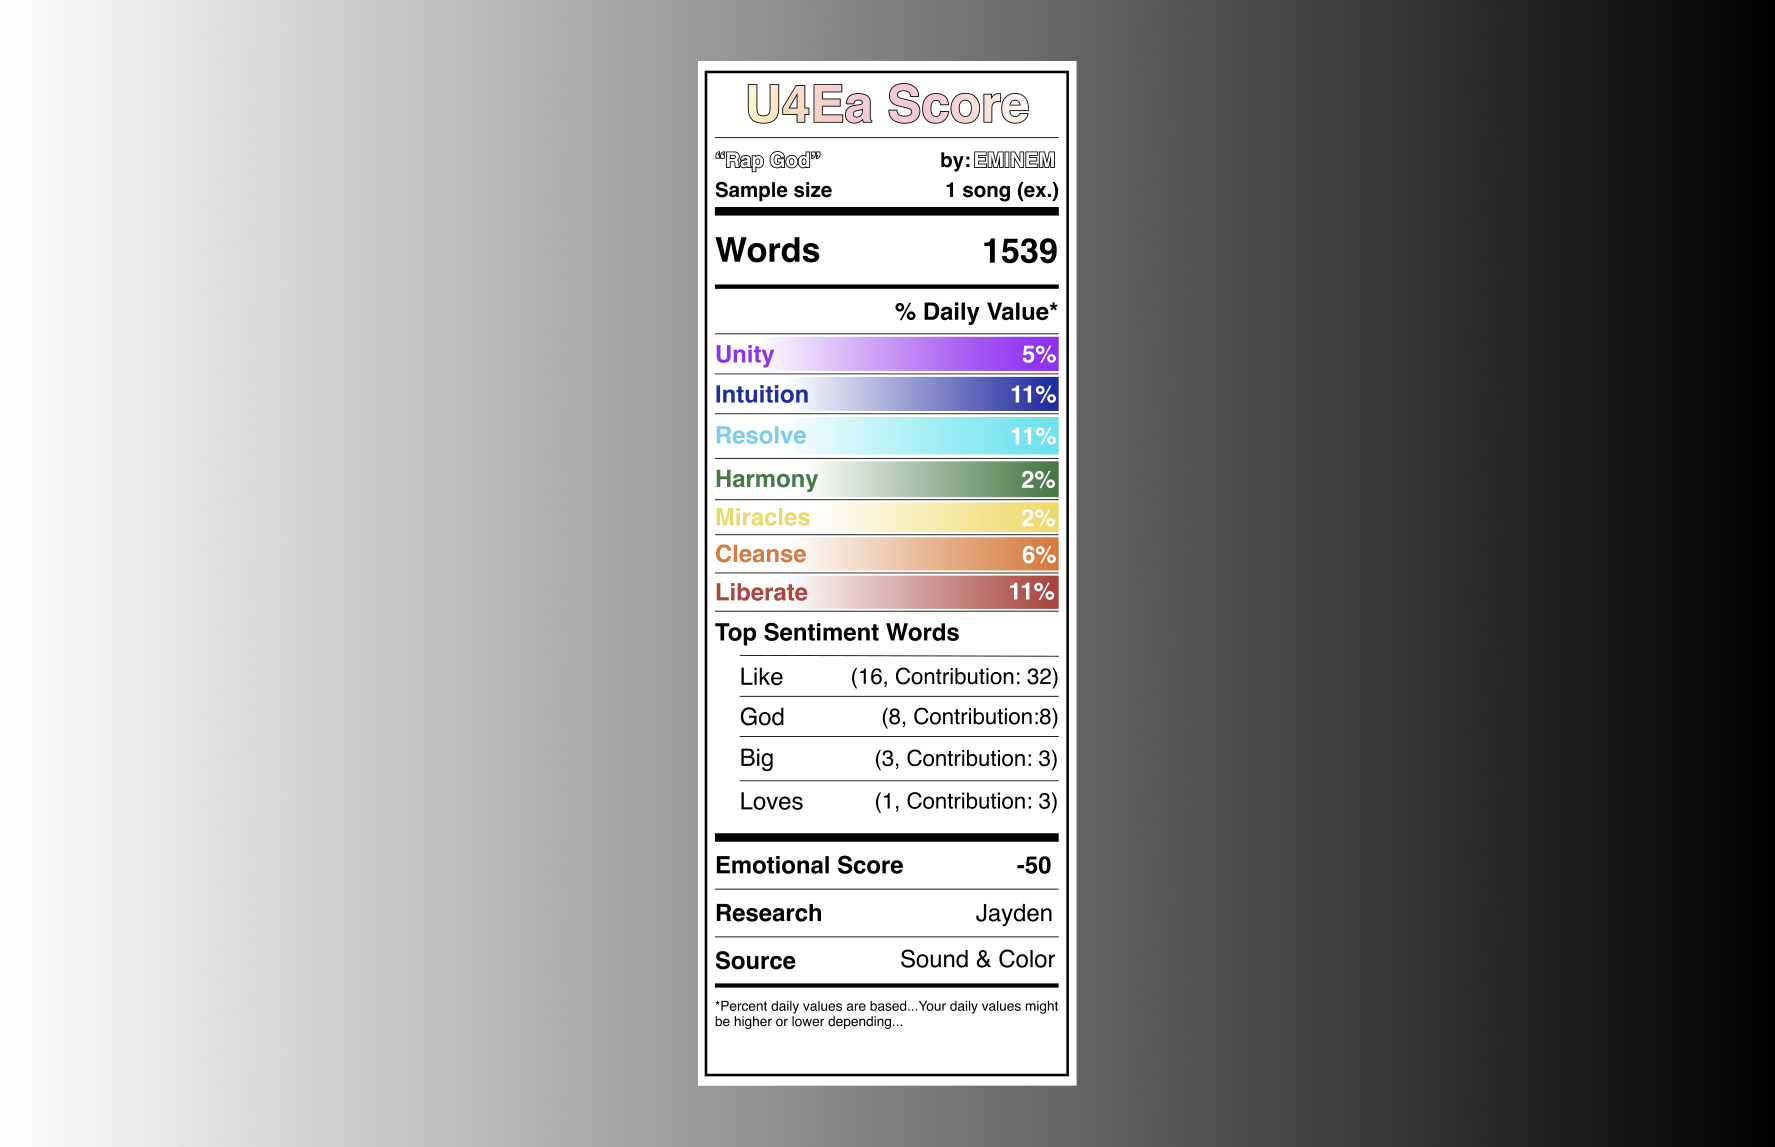 U4Ea Score
“Rap God” by: EMINEM
Sample size 1 song (ex.)
Words 1539
% Daily Value*
Unity 5%
Intuition 11%
Resolve 11%
Harmony 2%
Miracles 2%
Cleanse 6%
Liberate 11%
Top Sentiment Words
Like (16, Contribution: 32)
God (8, Contribution:8)
Big (3, Contribution: 3)
Loves (1, Contribution: 3)
Emotional Score -50
Research Jayden
Source Sound & Color
*Percent daily values are based...Your daily values might
be higher or lower depending...